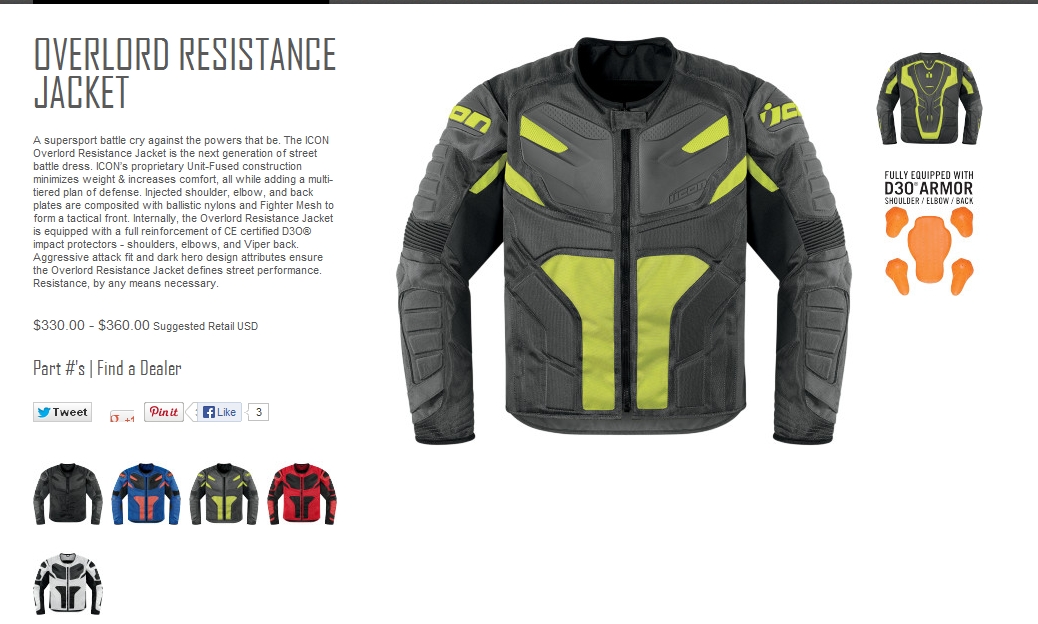 OVERLORD RESISTANCE
JACKET
A supersport battle cry against the powers that be. The ICON
Overlord Resistance Jacket is the next generation of street
battle dress. ICON's proprietary Unit-Fused construction
minimizes weight & increases comfort, all while adding a multi-
tiered plan of defense. Injected shoulder, elbow, and back
plates are composited with ballistic nylons and Fighter Mesh to
form a tactical front. Internally, the Overlord Resistance Jacket
is equipped with a full reinforcement of CE certified D3O®
impact protectors - shoulders, elbows, and Viper back.
Aggressive attack fit and dark hero design attributes ensure
the Overlord Resistance Jacket defines street performance.
Resistance, by any means necessary.
$330.00 - $360.00 Suggested Retail USD
Part #'s | Find a Dealer
Tweet
+1
Pin it
Like
3
icon
icon
ICON
FULLY EQUIPPED WITH
D3O® ARMOR
SHOULDER / ELBOW / BACK